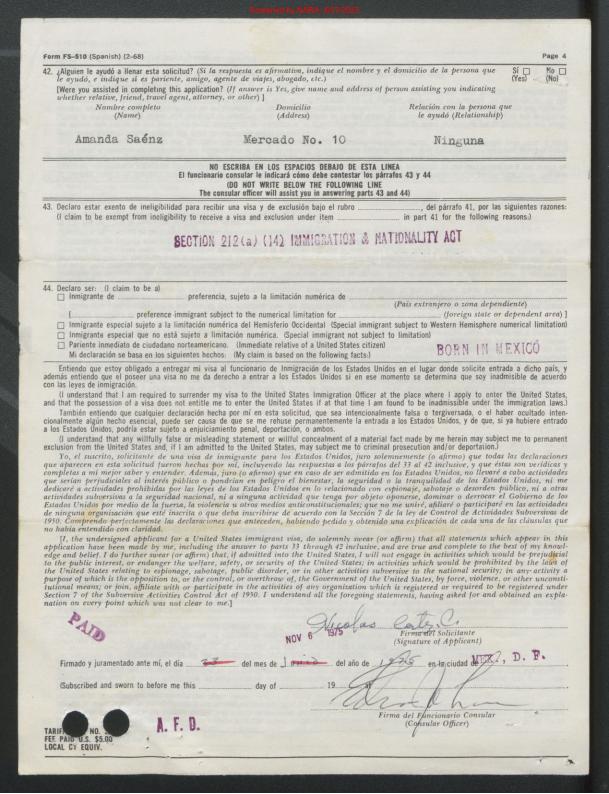 Form FS-510 (Spanish) (2-68)
Page 4
42. ¿Alguien le ayudó a llenar esta solicitud? (Si la respuesta es afirmativa, indique el nombre y el domicilio de la persona que
le ayudó, e indique si es pariente, amigo, agente de viajes, abogado, etc.)
Sí ☐ No ☐
(Yes) (No)
[Were you assisted in completing this application? (If answer is Yes, give name and address of person assisting you indicating
whether relative, friend, travel agent, attorney, or other) ]
Nombre completo Domicilio Relación con la persona que
(Name) (Address) le ayudó (Relationship)
Amanda Saénz Mercado No. 10 Ninguna
NO ESCRIBA EN LOS ESPACIOS DEBAJO DE ESTA LINEA
El funcionario consular le indicará cómo debe contestar los párrafos 43 y 44
(DO NOT WRITE BELOW THE FOLLOWING LINE
The consular officer will assist you in answering parts 43 and 44)
43. Declaro estar exento de ineligibilidad para recibir una visa y de exclusión bajo el rubro ........, del párrafo 41, por las siguientes razones:
(I claim to be exempt from ineligibility to receive a visa and exclusion under item ........ in part 41 for the following reasons:)
SECTION 212(a) (14) IMMIGRATION & NATIONALITY ACT
44. Declaro ser: (I claim to be a)
☐ Inmigrante de ........ preferencia, sujeto a la limitación numérica de ........
(País extranjero o zona dependiente)
[ ........ preference immigrant subject to the numerical limitation for ........ (foreign state or dependent area) ]
☐ Inmigrante especial sujeto a la limitación numérica del Hemisferio Occidental (Special immigrant subject to Western Hemisphere numerical limitation)
☐ Inmigrante especial que no está sujeto a limitación numérica. (Special immigrant not subject to limitation)
☐ Pariente inmediato de ciudadano norteamericano. (Immediate relative of a United States citizen)
Mi declaración se basa en los siguientes hechos: (My claim is based on the following facts:)
BORN IN MEXICO
Entiendo que estoy obligado a entregar mi visa al funcionario de Inmigración de los Estados Unidos en el lugar donde solicite entrada a dicho país, y
además entiendo que el poseer una visa no me da derecho a entrar a los Estados Unidos si en ese momento se determina que soy inadmisible de acuerdo
con las leyes de inmigración.
(I understand that I am required to surrender my visa to the United States Immigration Officer at the place where I apply to enter the United States,
and that the possession of a visa does not entitle me to enter the United States if at that time I am found to be inadmissible under the immigration laws.)
También entiendo que cualquier declaración hecha por mí en esta solicitud, que sea intencionalmente falsa o tergiversada, o el haber ocultado inten-
cionalmente algún hecho esencial, puede ser causa de que se me rehuse permanentemente la entrada a los Estados Unidos, y de que, si ya hubiere entrado
a los Estados Unidos, podría estar sujeto a enjuiciamiento penal, deportación, o ambos.
(I understand that any willfully false or misleading statement or willful concealment of a material fact made by me herein may subject me to permanent
exclusion from the United States and, if I am admitted to the United States, may subject me to criminal prosecution and/or deportation.)
Yo, el suscrito, solicitante de una visa de inmigrante para los Estados Unidos, juro solemnemente (o afirmo) que todas las declaraciones
que aparecen en esta solicitud fueron hechas por mí, incluyendo las respuestas a los párrafos del 33 al 42 inclusive, y que éstas son verídicas y
completas a mi mejor saber y entender. Además, juro (o afirmo) que en caso de ser admitido en los Estados Unidos, no llevaré a cabo actividades
que serían perjudiciales al interés público o pondrían en peligro el bienestar, la seguridad o la tranquilidad de los Estados Unidos, ni me
dedicaré a actividades prohibidas por las leyes de los Estados Unidos en lo relacionado con espionaje, sabotaje o desorden público, ni a otras
actividades subversivas a la seguridad nacional, ni a ninguna actividad que tenga por objeto oponerse, dominar o derrocar el Gobierno de los
Estados Unidos por medio de la fuerza, la violencia u otros medios anticonstitucionales; que no me uniré, afiliaré o participaré en las actividades
de ninguna organización que esté inscrita o que deba inscribirse de acuerdo con la Sección 7 de la ley de Control de Actividades Subversivas de
1950. Comprendo perfectamente las declaraciones que anteceden, habiendo pedido y obtenido una explicación de cada una de las cláusulas que
no había entendido con claridad.
[I, the undersigned applicant for a United States immigrant visa, do solemnly swear (or affirm) that all statements which appear in this
application have been made by me, including the answers to parts 33 through 42 inclusive, and are true and complete to the best of my knowl-
edge and belief. I do further swear (or affirm) that, if admitted into the United States, I will not engage in activities which would be prejudicial
to the public interest, or endanger the welfare, safety, or security of the United States; in activities which would be prohibited by the laws of
the United States relating to espionage, sabotage, public disorder, or in other activities subversive to the national security; in any activity a
purpose of which is the opposition to, or the control, or overthrow of, the Government of the United States, by force, violence, or other unconsti-
tutional means; or join, affiliate with or participate in the activities of any organization which is registered or required to be registered under
Section 7 of the Subversive Activities Control Act of 1950. I understand all the foregoing statements, having asked for and obtained an expla-
nation on every point which was not clear to me.]
PAID
Nicolas
NOV 6 1975
Firma del Solicitante
(Signature of Applicant)
Firmado y juramentado ante mí, el día ........ del mes de ........ del año de 1975 en la ciudad de MEX., D. F.
(Subscribed and sworn to before me this ........ day of ........ 19
Firma del Funcionario Consular
(Consular Officer)
A. F. D.
TARIFF NO.
FEE PAID U.S. $5.00
LOCAL CY EQUIV.